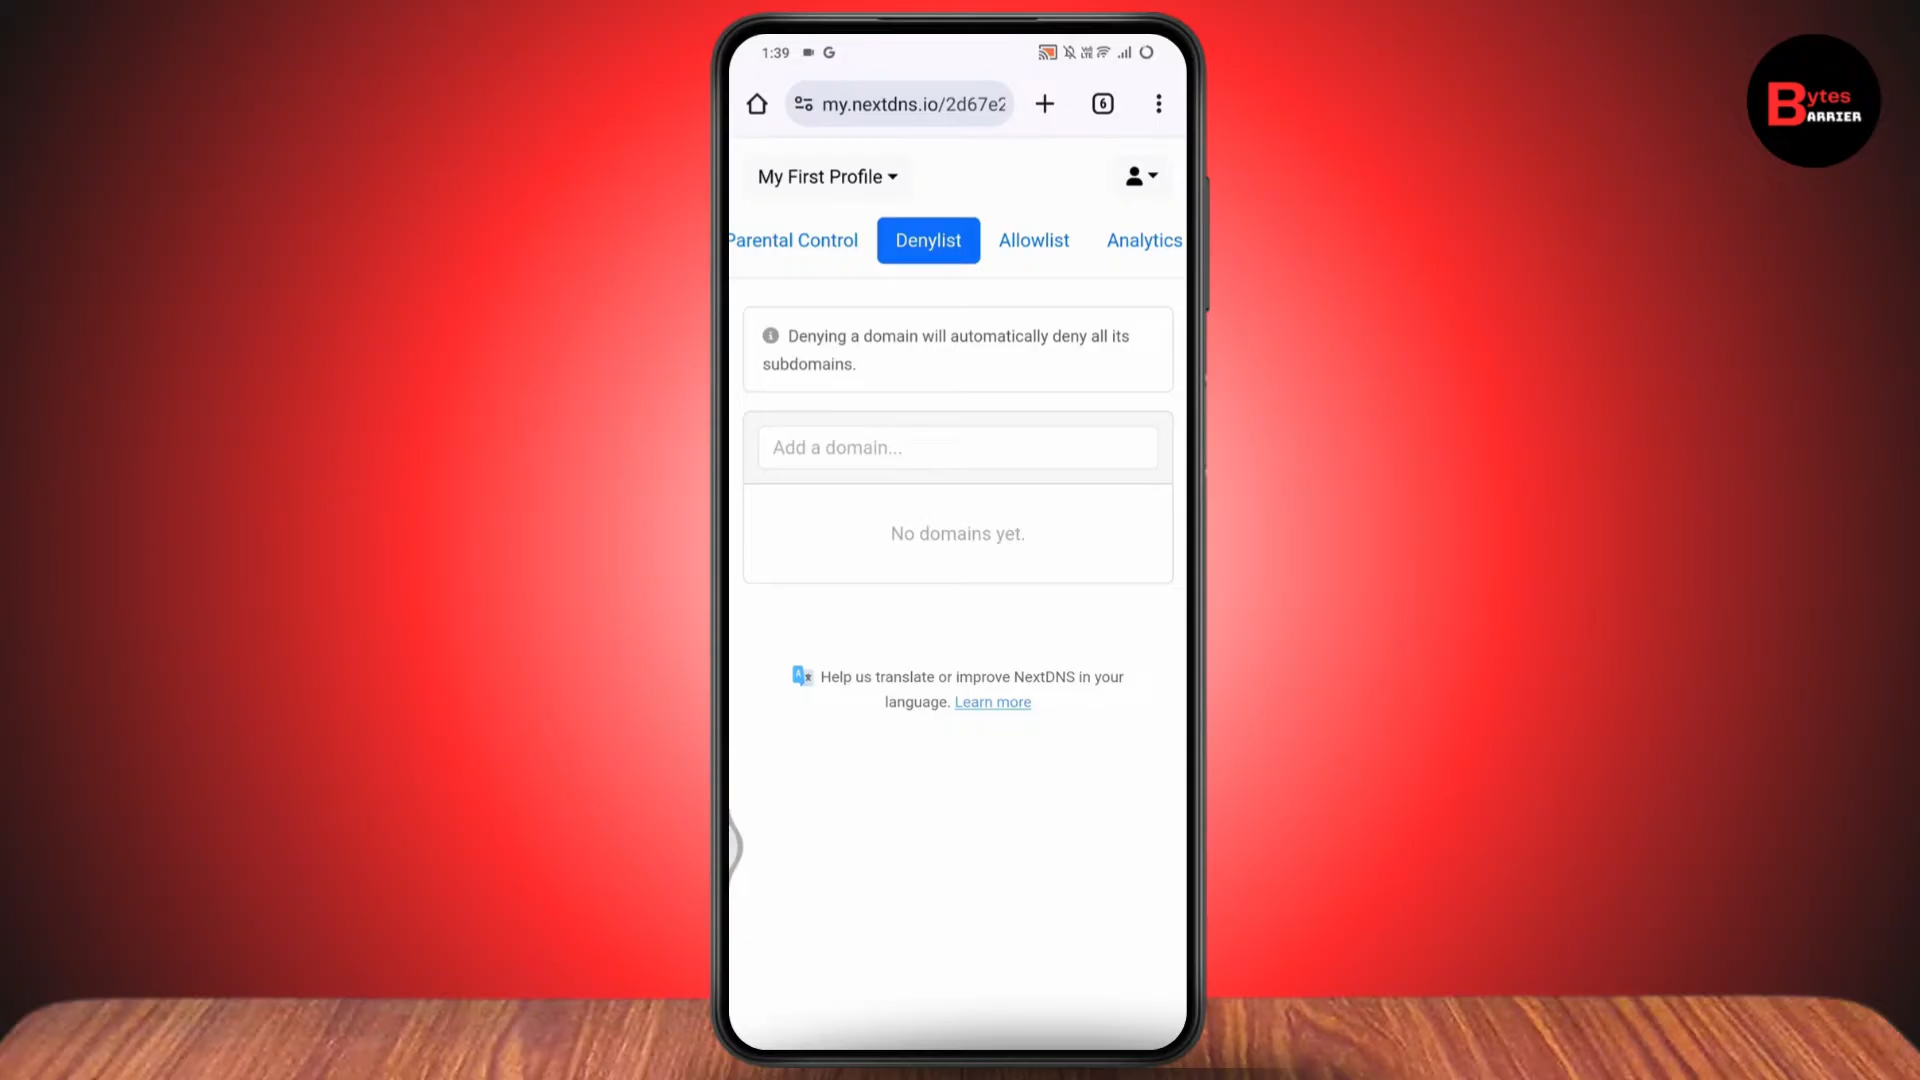 1:39
my.nextdns.io/2d67e2
6
My First Profile
Parental Control
Denylist
Allowlist
Analytics
Denying a domain will automatically deny all its
subdomains.
Add a domain...
No domains yet.
Help us translate or improve NextDNS in your
language. Learn more
Bytes
BARRIER